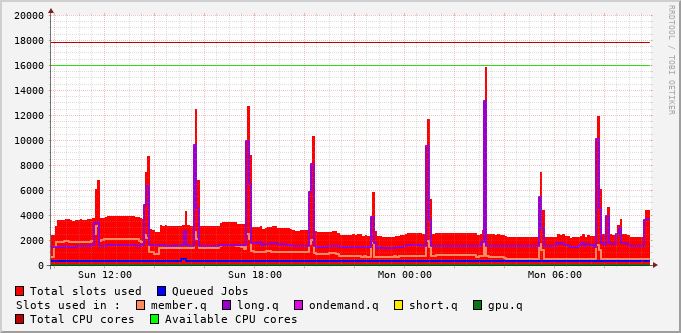 20000
18000
16000
14000
12000
10000
8000
6000
4000
2000
0
Sun 12:00 Sun 18:00 Mon 00:00 Mon 06:00
RRDTOOL / TOBI OETIKER
Total slots used Queued Jobs
Slots used in : member.q long.q ondemand.q short.q gpu.q
Total CPU cores Available CPU cores